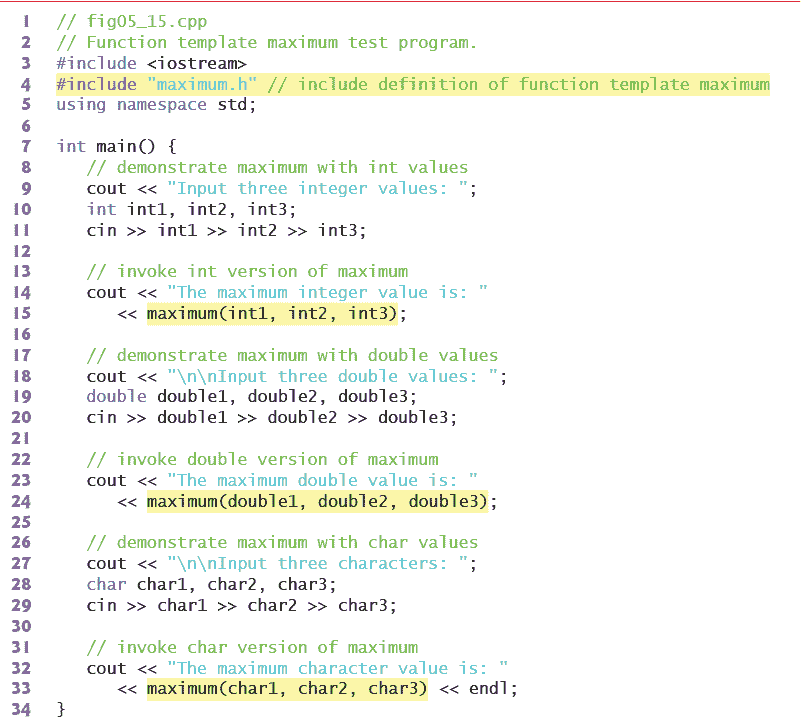 1 // fig05_15.cpp
2 // Function template maximum test program.
3 #include <iostream>
4 #include "maximum.h" // include definition of function template maximum
5 using namespace std;
6
7 int main() {
8    // demonstrate maximum with int values
9    cout << "Input three integer values: ";
10    int int1, int2, int3;
11    cin >> int1 >> int2 >> int3;
12
13    // invoke int version of maximum
14    cout << "The maximum integer value is: "
15       << maximum(int1, int2, int3);
16
17    // demonstrate maximum with double values
18    cout << "\n\nInput three double values: ";
19    double double1, double2, double3;
20    cin >> double1 >> double2 >> double3;
21
22    // invoke double version of maximum
23    cout << "The maximum double value is: "
24       << maximum(double1, double2, double3);
25
26    // demonstrate maximum with char values
27    cout << "\n\nInput three characters: ";
28    char char1, char2, char3;
29    cin >> char1 >> char2 >> char3;
30
31    // invoke char version of maximum
32    cout << "The maximum character value is: "
33       << maximum(char1, char2, char3) << endl;
34 }